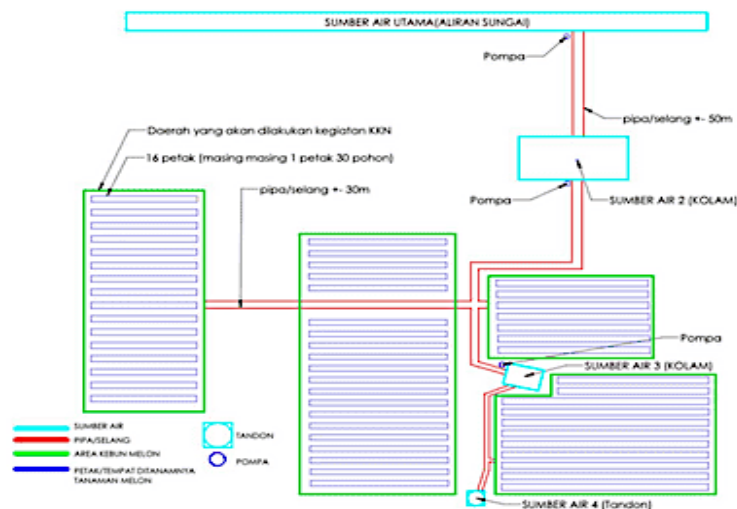 SUMBER AIR UTAMA(ALIRAN SUNGAI)
Pompa
pipa/selang +- 50m
Daerah yang akan dilakukan kegiatan KKN
16 petak (masing masing 1 petak 30 pohon)
pipa/selang +- 30m
Pompa
SUMBER AIR 2 (KOLAM)
Pompa
SUMBER AIR 3 (KOLAM)
SUMBER AIR
PIPA/SELANG
AREA KEBUN MELON
PETAK/TEMPAT DITANAMNYA
TANAMAN MELON
TANDON
POMPA
SUMBER AIR 4 (Tandon)